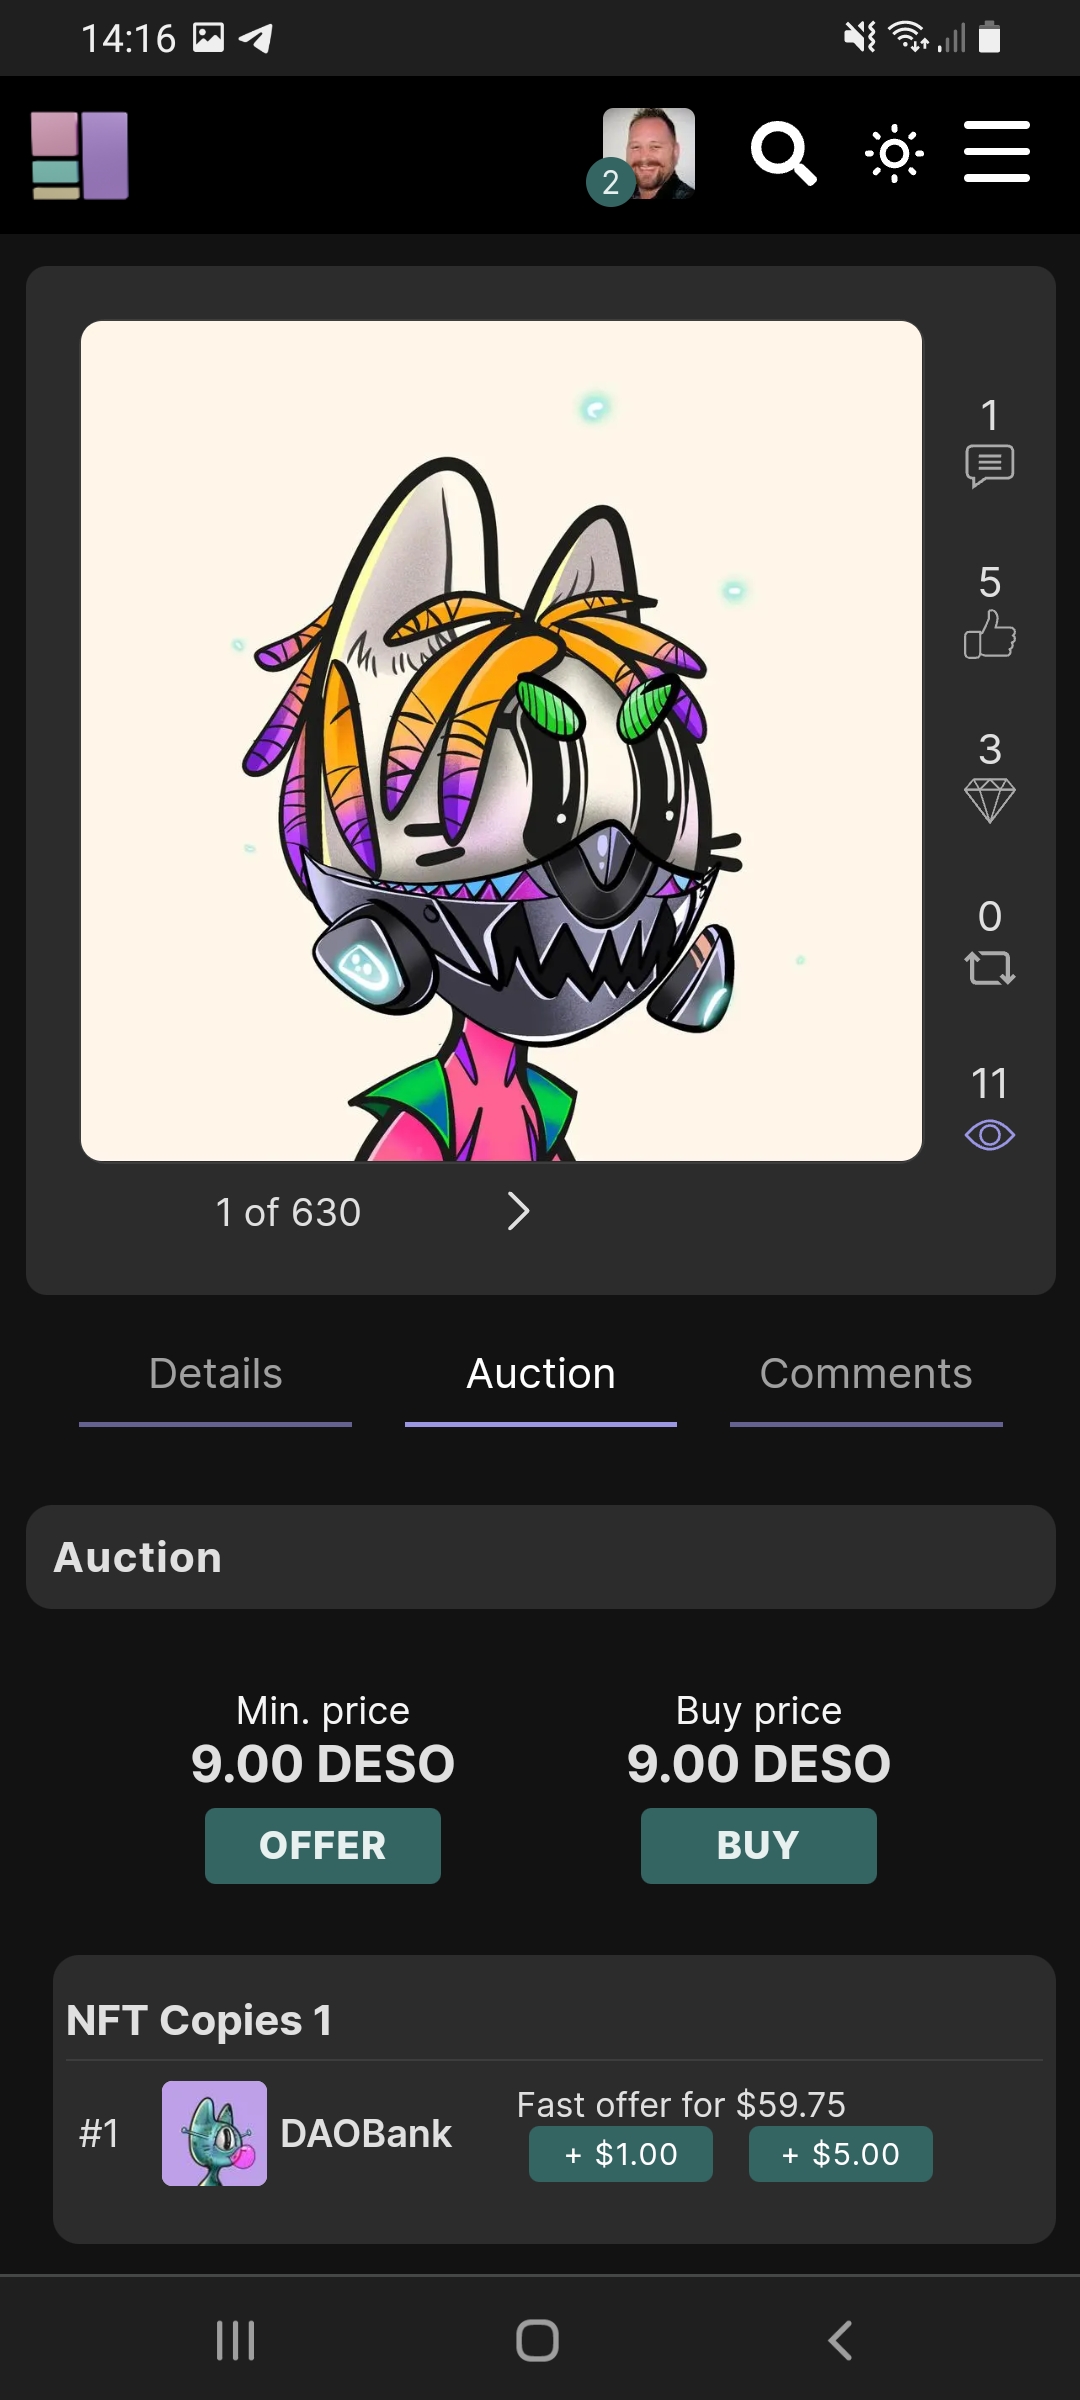 14:16
2
1
5
3
0
11
1 of 630
Details
Auction
Comments
Auction
Min. price
9.00 DESO
OFFER
Buy price
9.00 DESO
BUY
NFT Copies 1
#1
DAOBank
Fast offer for $59.75
+ $1.00
+ $5.00